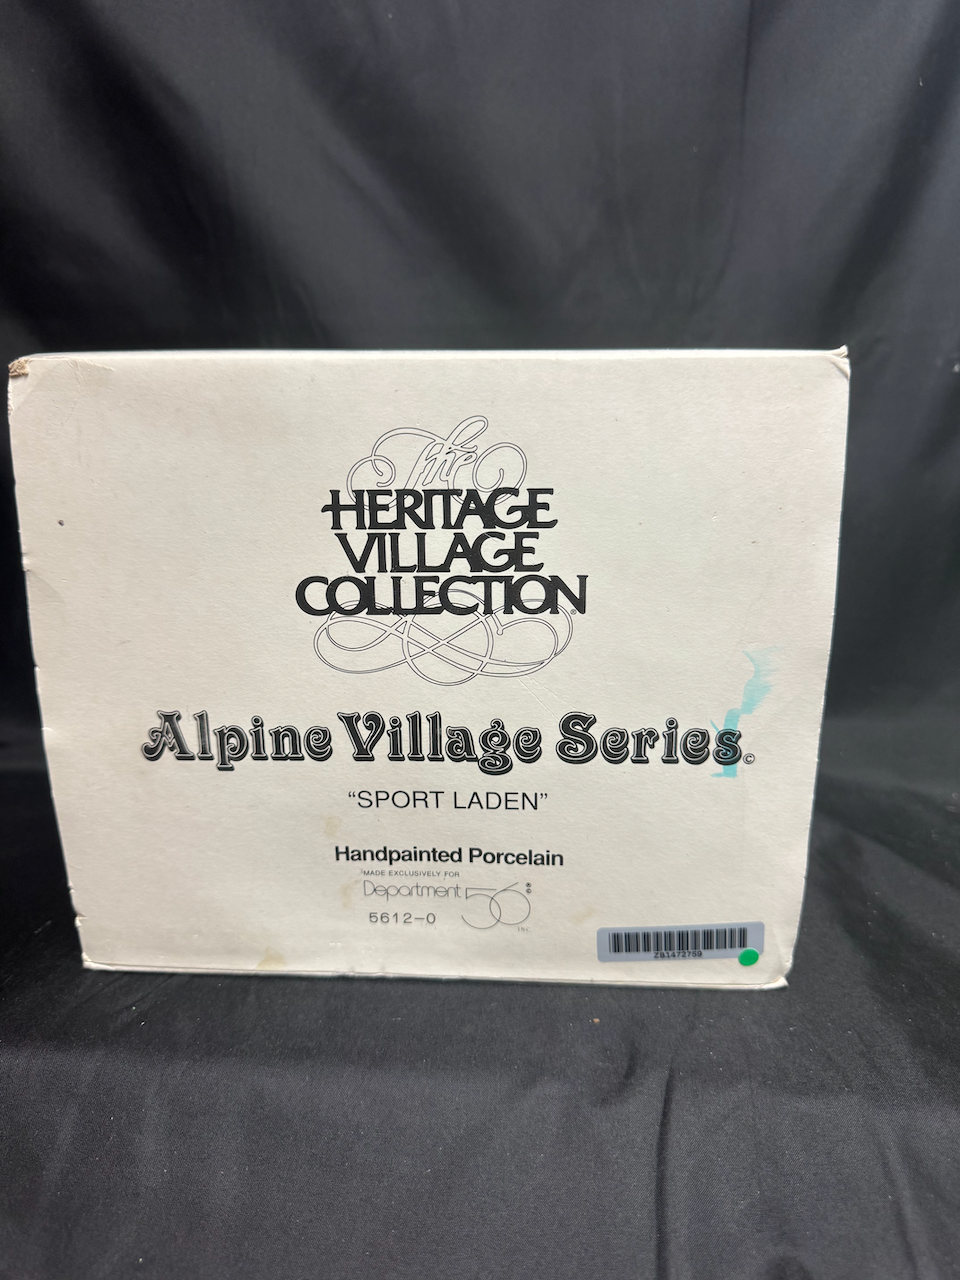 The
HERITAGE
VILLAGE
COLLECTION®
Alpine Village Series©
“SPORT LADEN”
Handpainted Porcelain
MADE EXCLUSIVELY FOR
Department 56 ®©
INC
5612-0
ZB1472759